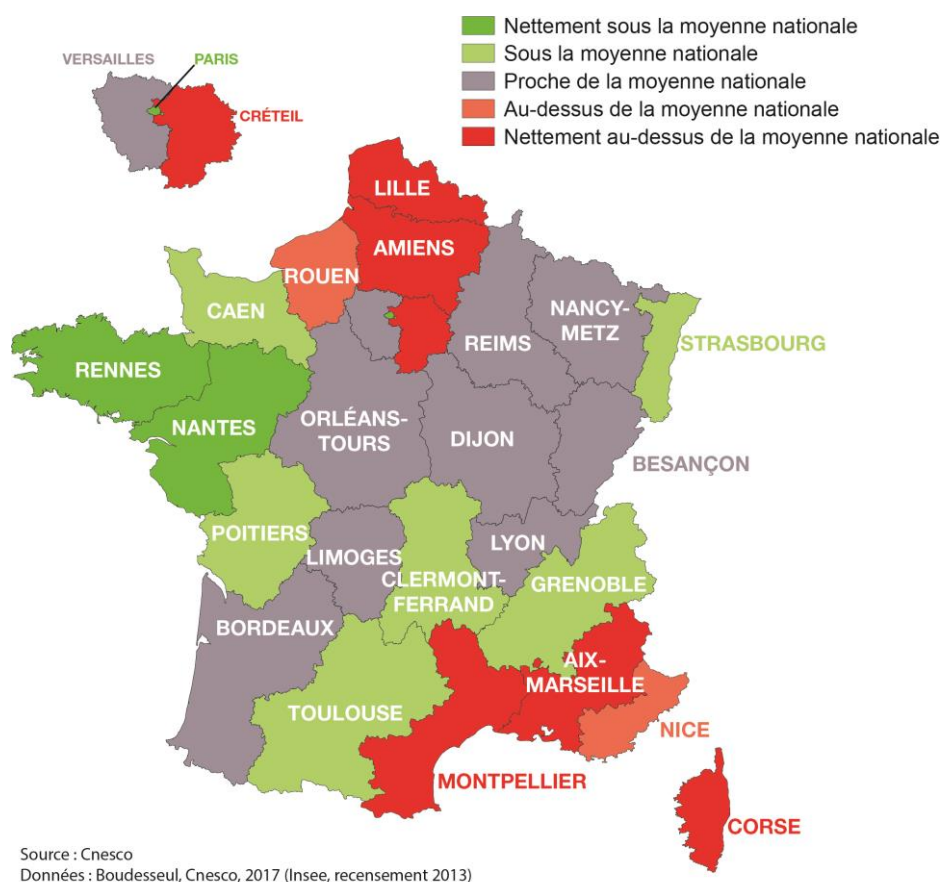 Nettement sous la moyenne nationale
Sous la moyenne nationale
Proche de la moyenne nationale
Au-dessus de la moyenne nationale
Nettement au-dessus de la moyenne nationale
VERSAILLES
PARIS
CRÉTEIL
LILLE
AMIENS
ROUEN
CAEN
REIMS
NANCY-
METZ
STRASBOURG
RENNES
NANTES
ORLÉANS-
TOURS
DIJON
BESANÇON
POITIERS
LIMOGES
CLERMONT-
FERRAND
LYON
GRENOBLE
BORDEAUX
AIX-
MARSEILLE
TOULOUSE
NICE
MONTPELLIER
CORSE
Source : Cnesco
Données : Boudesseul, Cnesco, 2017 (Insee, recensement 2013)